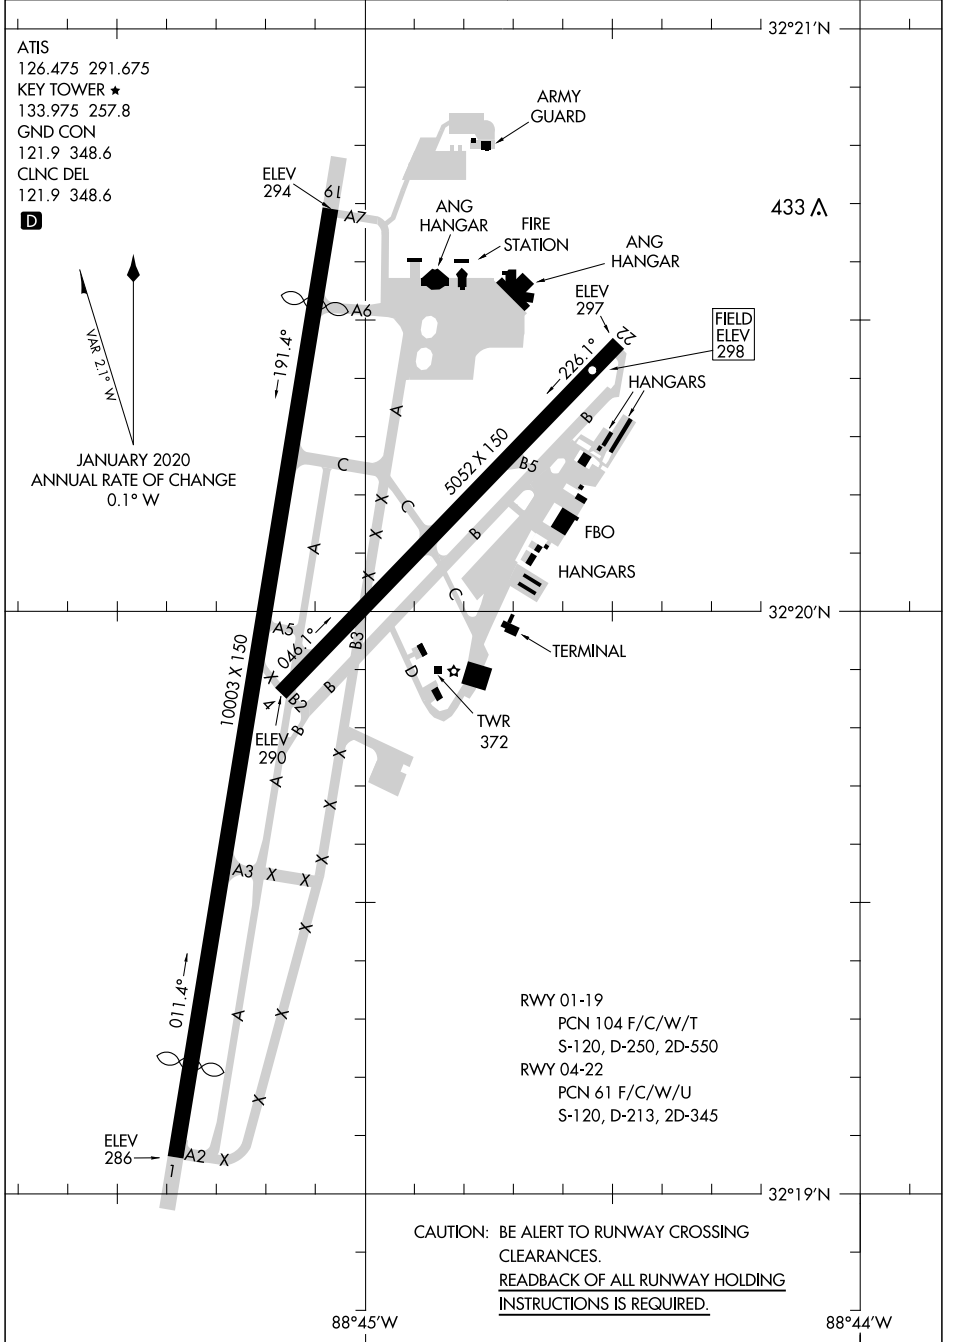 32°21'N
ATIS
126.475 291.675
KEY TOWER ★
133.975 257.8
GND CON
121.9 348.6
CLNC DEL
121.9 348.6
D
ARMY
GUARD
ELEV
294
19
A7
433
ANG
HANGAR
FIRE
STATION
ANG
HANGAR
A6
ELEV
297
22
FIELD
ELEV
298
VAR 2.1° W
191.4°
226.1°
HANGARS
A
B
JANUARY 2020
ANNUAL RATE OF CHANGE
0.1° W
C
5052 X 150
B5
X
C
X
B
FBO
A
X
C
HANGARS
32°20'N
A5
046.1°
B3
TERMINAL
10003 X 150
X
B
D
4
B2
B
TWR
372
ELEV
290
X
A
X
X
A3
X
X
X
011.4°
A
X
RWY 01-19
PCN 104 F/C/W/T
S-120, D-250, 2D-550
RWY 04-22
PCN 61 F/C/W/U
S-120, D-213, 2D-345
X
ELEV
286
A2
X
1
32°19'N
CAUTION: BE ALERT TO RUNWAY CROSSING
CLEARANCES.
READBACK OF ALL RUNWAY HOLDING
INSTRUCTIONS IS REQUIRED.
88°45'W
88°44'W